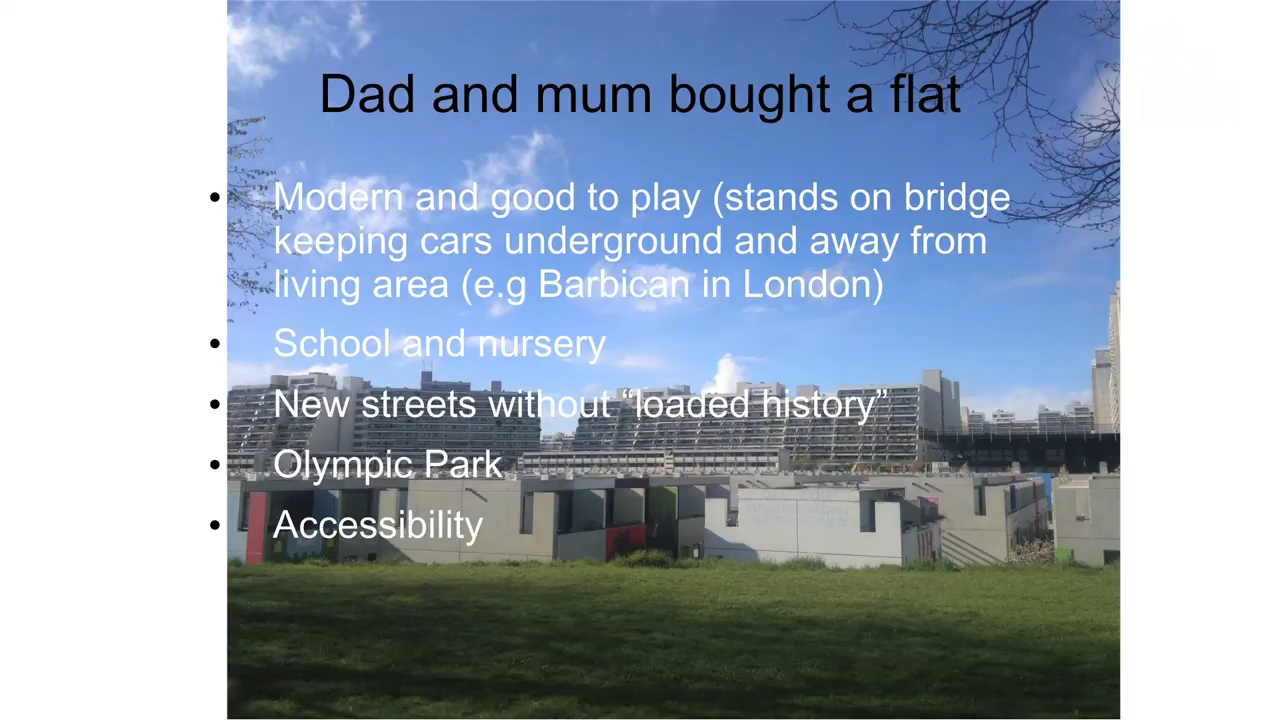 Dad and mum bought a flat
• Modern and good to play (stands on bridge
keeping cars underground and away from
living area (e.g Barbican in London)
• School and nursery
• New streets without “loaded history”
• Olympic Park
• Accessibility